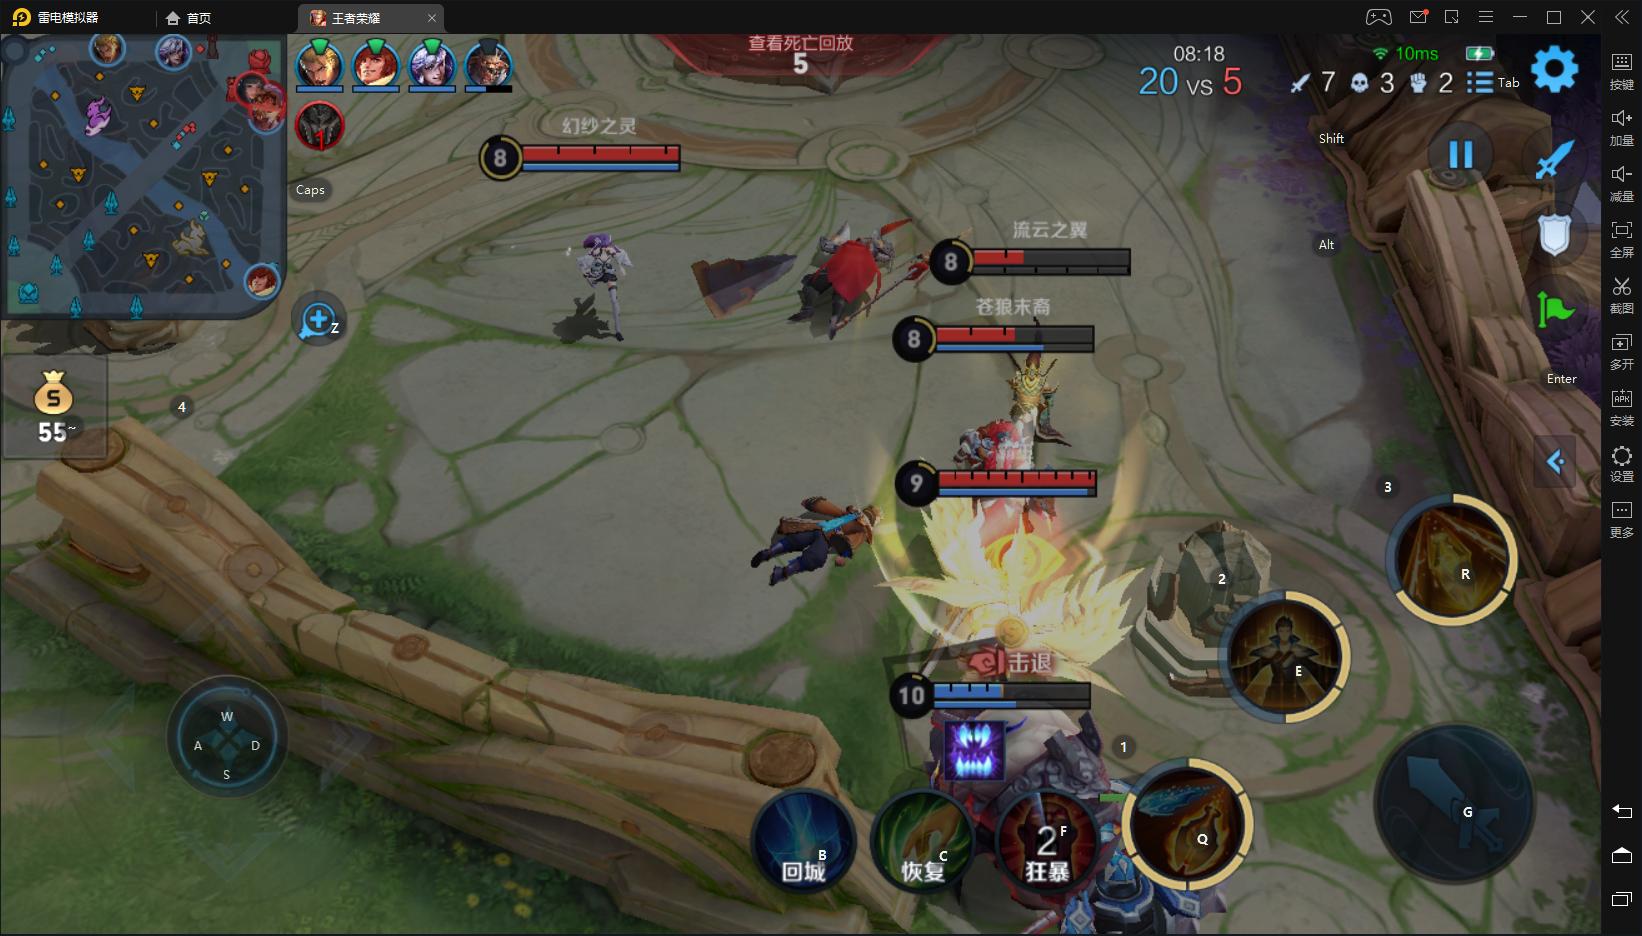 雷电模拟器
首页
王者荣耀
查看死亡回放
5
08:18
20 vs 5
10ms
7
3
2
Tab
1
Shift
Caps
Alt
Z
Enter
幻纱之灵
8
流云之翼
8
苍狼末裔
8
9
击退
10
S
55~
4
3
2
1
R
E
Q
G
W
A
D
S
B
回城
C
恢复
2
F
狂暴
按键
加量
减量
全屏
截图
多开
APK
安装
设置
更多